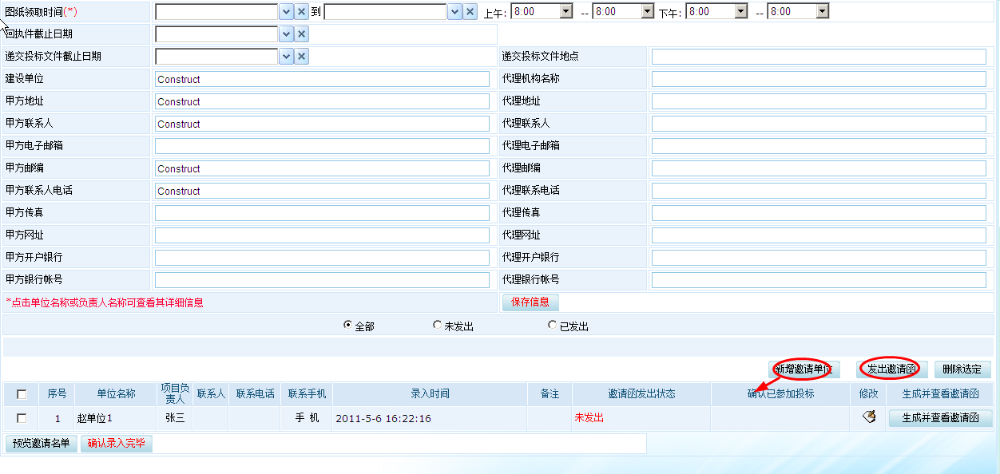 图纸领取时间(*) 到 上午: 8:00 -- 8:00 下午: 8:00 -- 8:00
回执件截止日期
递交投标文件截止日期 递交投标文件地点
建设单位 Construct 代理机构名称
甲方地址 Construct 代理地址
甲方联系人 Construct 代理联系人
甲方电子邮箱 代理电子邮箱
甲方邮编 Construct 代理邮编
甲方联系人电话 Construct 代理联系电话
甲方传真 代理传真
甲方网址 代理网址
甲方开户银行 代理开户银行
甲方银行帐号 代理银行帐号
*点击单位名称或负责人名称可查看其详细信息 保存信息
全部 未发出 已发出
新增邀请单位 发出邀请函 删除选定
序号 单位名称 项目负责人 联系人 联系电话 联系手机 录入时间 备注 邀请函发出状态 确认已参加投标 修改 生成并查看邀请函
1 赵单位1 张三 手 机 2011-5-6 16:22:16 未发出 生成并查看邀请函
预览邀请名单 确认录入完毕